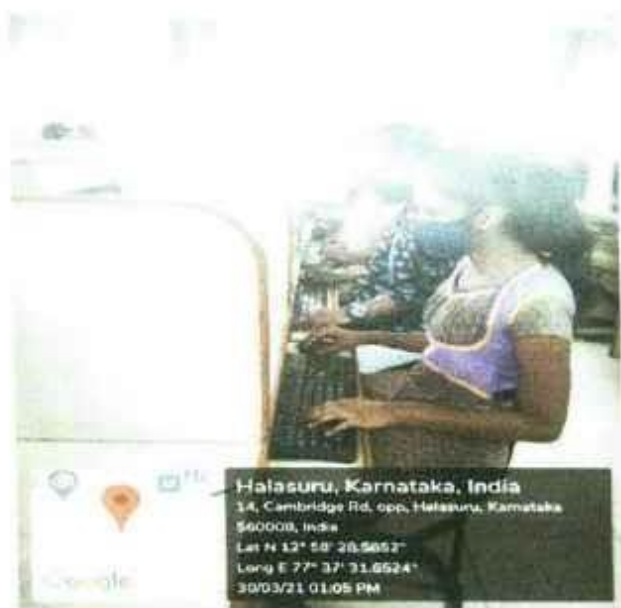 Google
Halasuru, Karnataka, India
14, Cambridge Rd, opp, Halasuru, Karnataka
560008, India
Lat N 12° 58' 28.5652"
Long E 77° 37' 31.6524"
30/03/21 01:05 PM